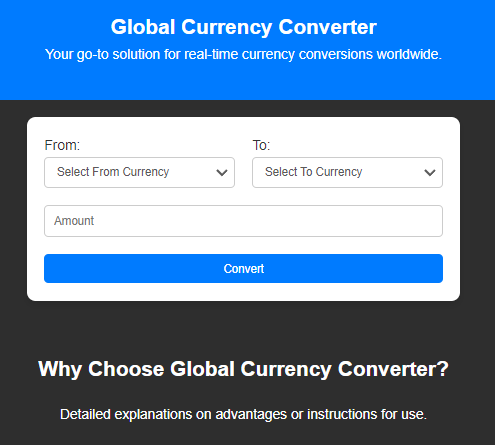 Global Currency Converter
Your go-to solution for real-time currency conversions worldwide.
From: To:
Select From Currency Select To Currency
Amount
Convert
Why Choose Global Currency Converter?
Detailed explanations on advantages or instructions for use.